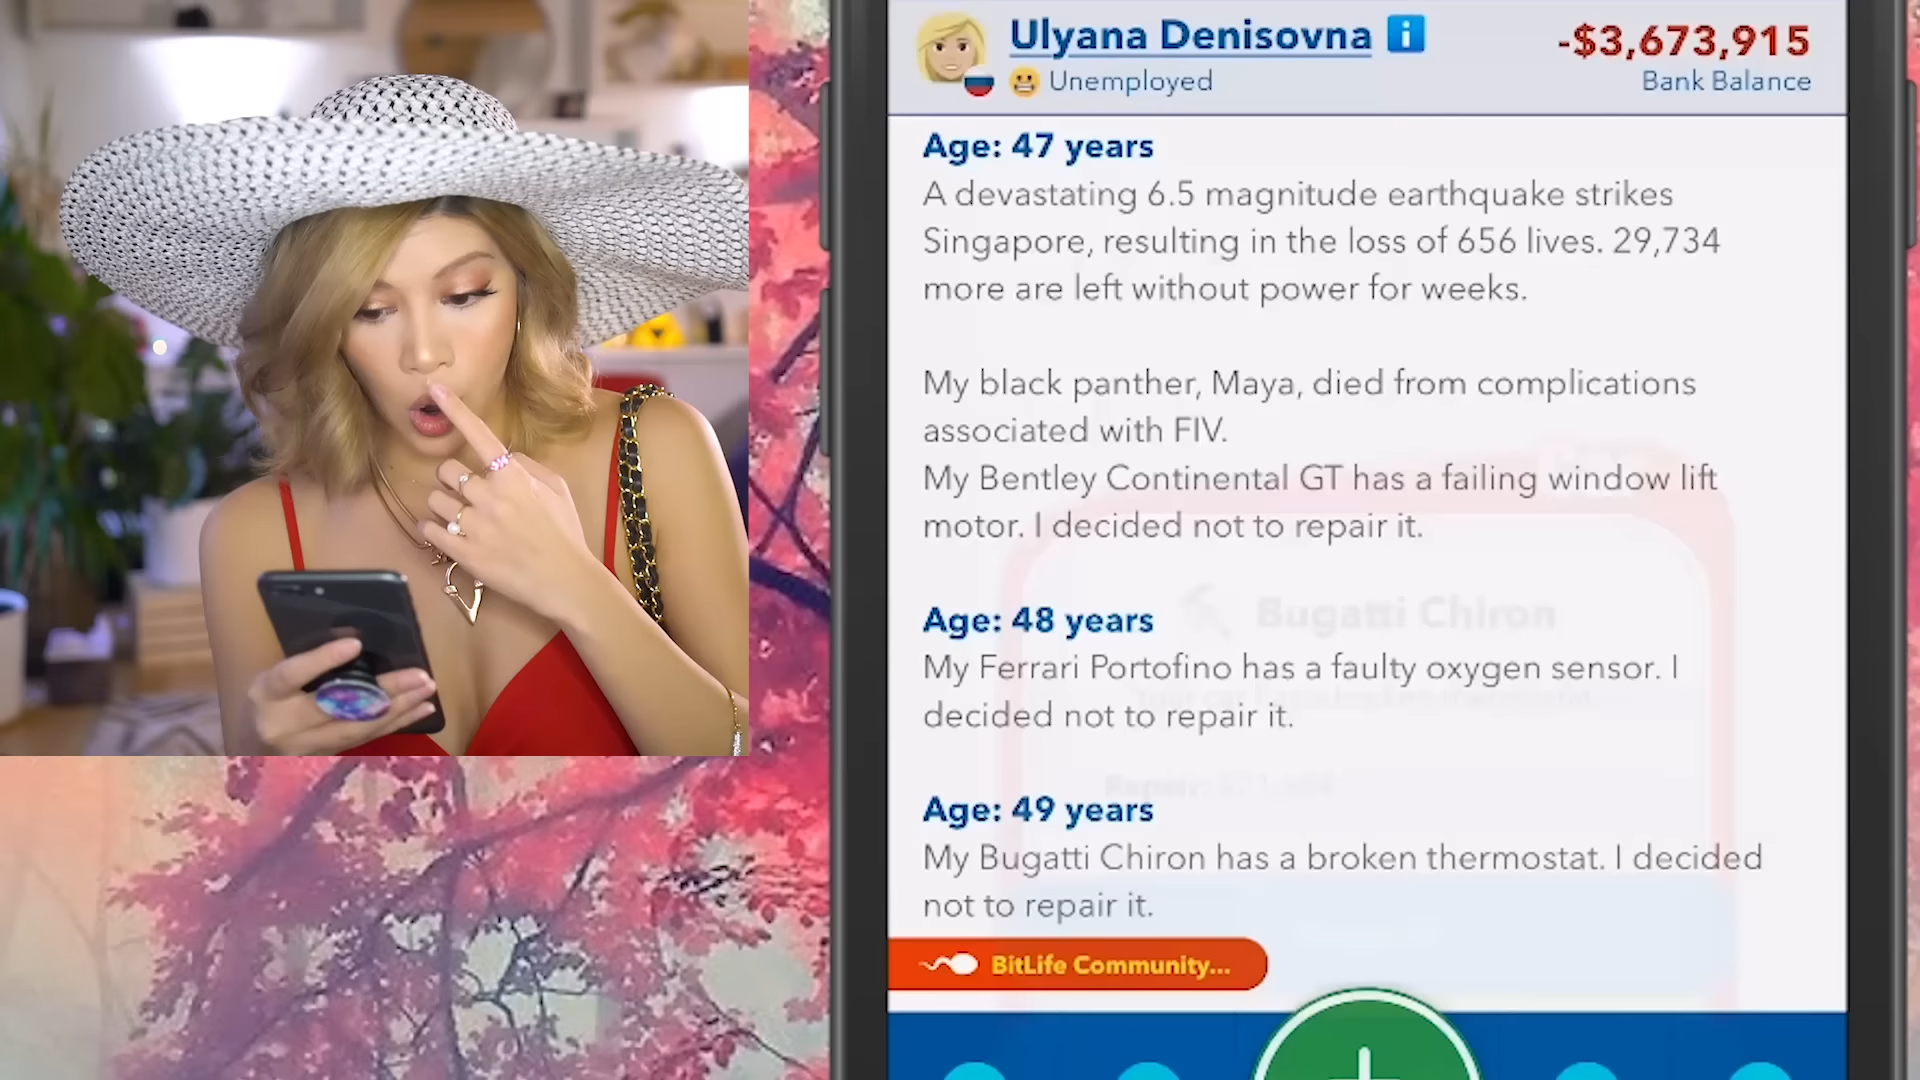 Ulyana Denisovna i
-$3,673,915
Unemployed
Bank Balance
Age: 47 years
A devastating 6.5 magnitude earthquake strikes
Singapore, resulting in the loss of 656 lives. 29,734
more are left without power for weeks.
My black panther, Maya, died from complications
associated with FIV.
My Bentley Continental GT has a failing window lift
motor. I decided not to repair it.
Age: 48 years
My Ferrari Portofino has a faulty oxygen sensor. I
decided not to repair it.
Age: 49 years
My Bugatti Chiron has a broken thermostat. I decided
not to repair it.
BitLife Community...
Bugatti Chiron